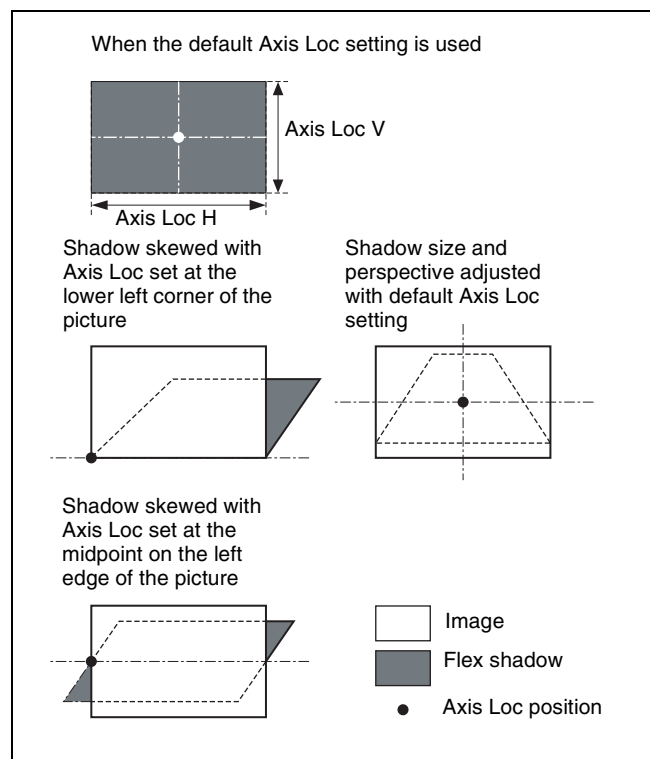 When the default Axis Loc setting is used
Axis Loc V
Axis Loc H
Shadow skewed with
Axis Loc set at the
lower left corner of the
picture
Shadow size and
perspective adjusted
with default Axis Loc
setting
Shadow skewed with
Axis Loc set at the
midpoint on the left
edge of the picture
Image
Flex shadow
Axis Loc position